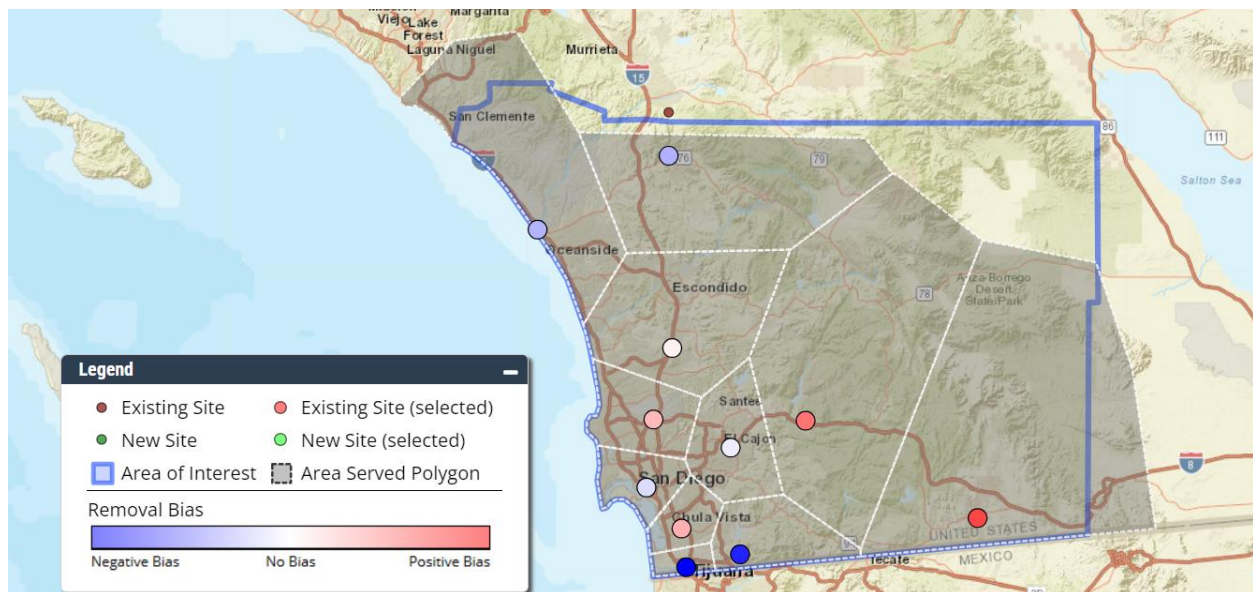 Mission
Viejo
Lake
Forest
Margarita
Laguna Niguel
Murrieta
15
San Clemente
86
111
5
76
79
Salton Sea
Oceanside
Escondido
78
Anza-Borrego
Desert
State Park
Santee
El Cajon
San Diego
8
Chula Vista
UNITED STATES
MEXICO
Tecate
Tijuana
Legend
Existing Site
Existing Site (selected)
New Site
New Site (selected)
Area of Interest
Area Served Polygon
Removal Bias
Negative Bias
No Bias
Positive Bias